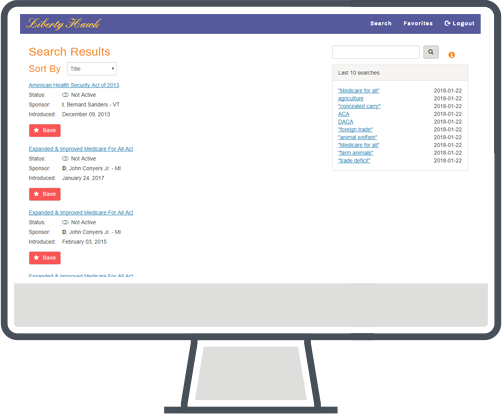 Liberty Hawk
Search Favorites Logout
Search Results
Sort By Title
American Health Security Act of 2013
Status: Not Active
Sponsor: I, Bernard Sanders - VT
Introduced: December 09, 2013
Save
Expanded & Improved Medicare For All Act
Status: Not Active
Sponsor: D, John Conyers Jr. - MI
Introduced: January 24, 2017
Save
Expanded & Improved Medicare For All Act
Status: Not Active
Sponsor: D, John Conyers Jr. - MI
Introduced: February 03, 2015
Save
Expanded & Improved Medicare For All Act
Last 10 searches
"Medicare for all" 2018-01-22
agriculture 2018-01-22
"concealed carry" 2018-01-22
ACA 2018-01-22
DACA 2018-01-22
"foreign trade" 2018-01-22
"animal welfare" 2018-01-22
"Medicare for all" 2018-01-22
"farm animals" 2018-01-22
"trade deficit" 2018-01-22